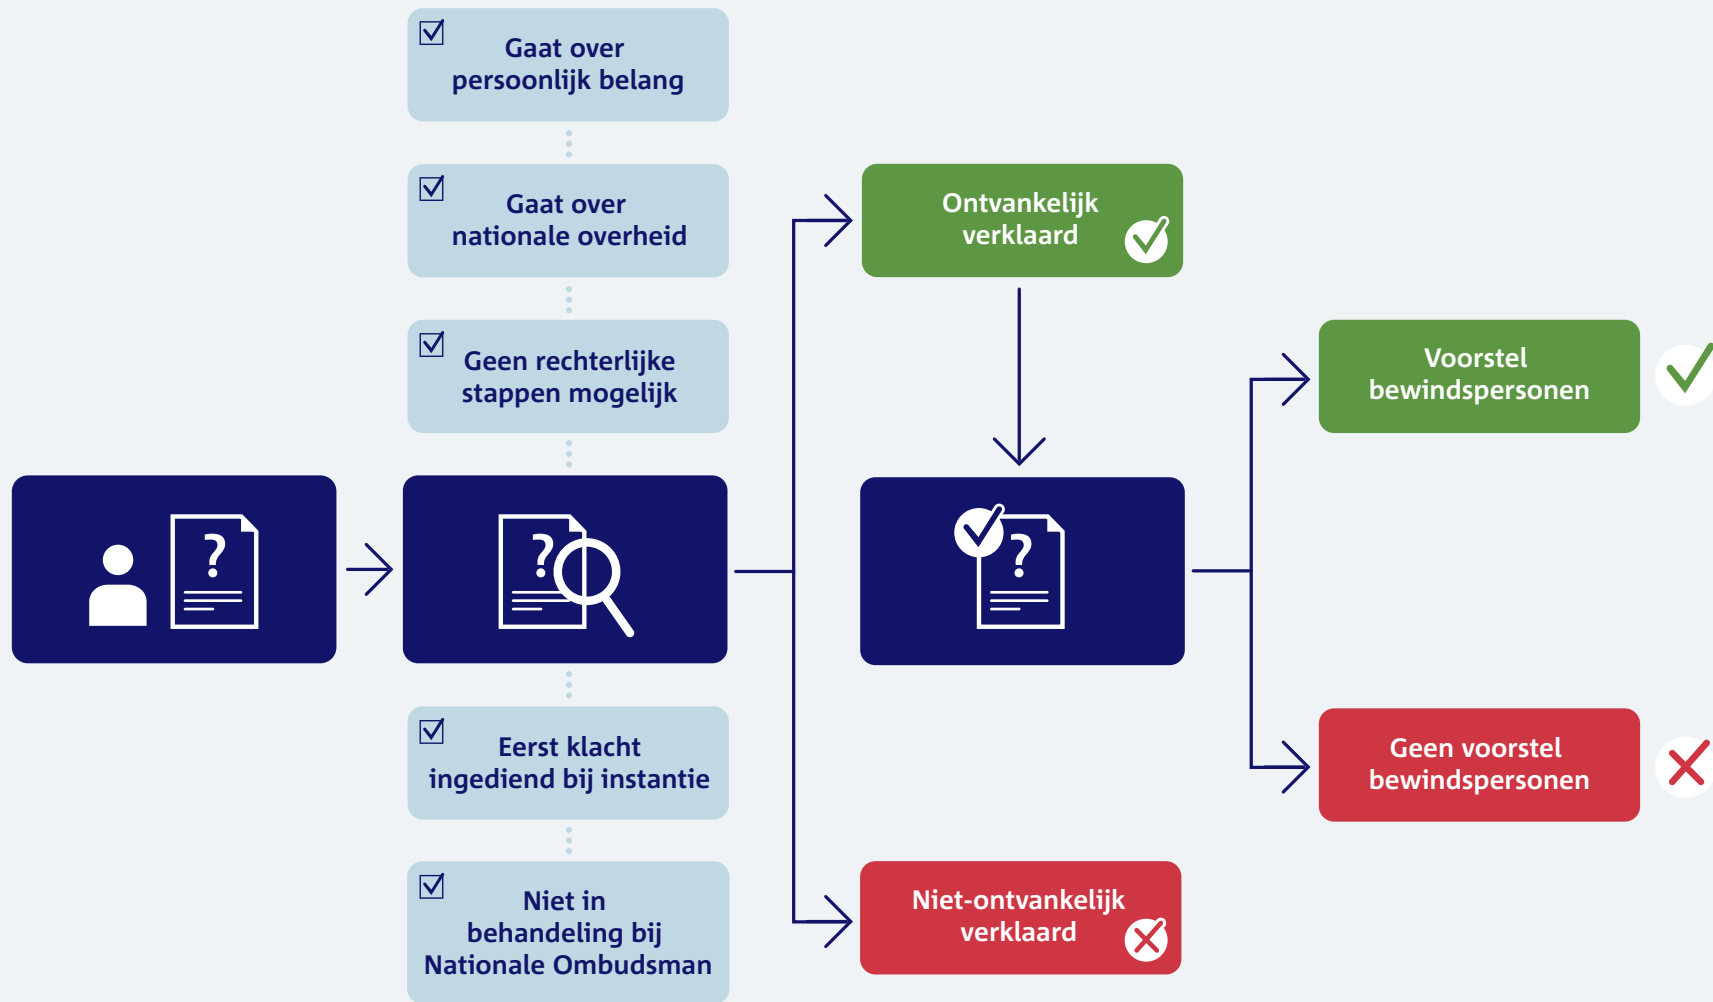 Gaat over
persoonlijk belang
Gaat over
nationale overheid
Geen rechterlijke
stappen mogelijk
?
?
Eerst klacht
ingediend bij instantie
Niet in
behandeling bij
Nationale Ombudsman
Ontvankelijk
verklaard
?
Niet-ontvankelijk
verklaard
Voorstel
bewindspersonen
Geen voorstel
bewindspersonen